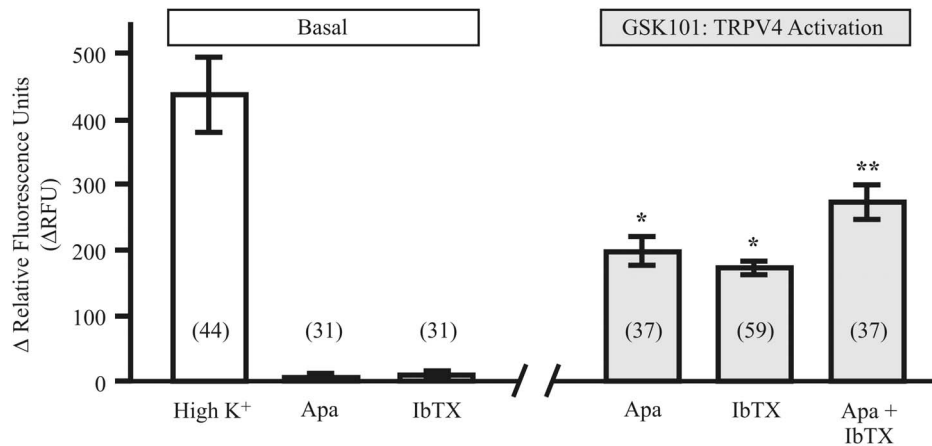 Basal
GSK101: TRPV4 Activation
Δ Relative Fluorescence Units
(ΔRFU)
500
400
300
200
100
0
*
*
**
(44)
(31)
(31)
(37)
(59)
(37)
High K⁺
Apa
IbTX
Apa
IbTX
Apa +
IbTX